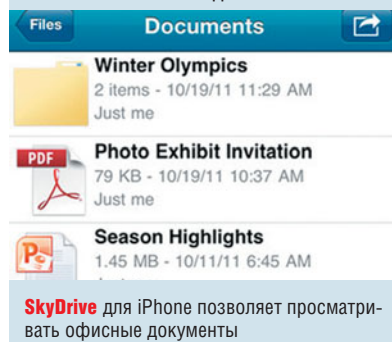 Files
Documents
Winter Olympics
2 items - 10/19/11 11:29 AM
Just me
PDF
Photo Exhibit Invitation
79 KB - 10/19/11 10:37 AM
Just me
Season Highlights
1.45 MB - 10/11/11 6:45 AM
SkyDrive для iPhone позволяет просматри-
вать офисные документы